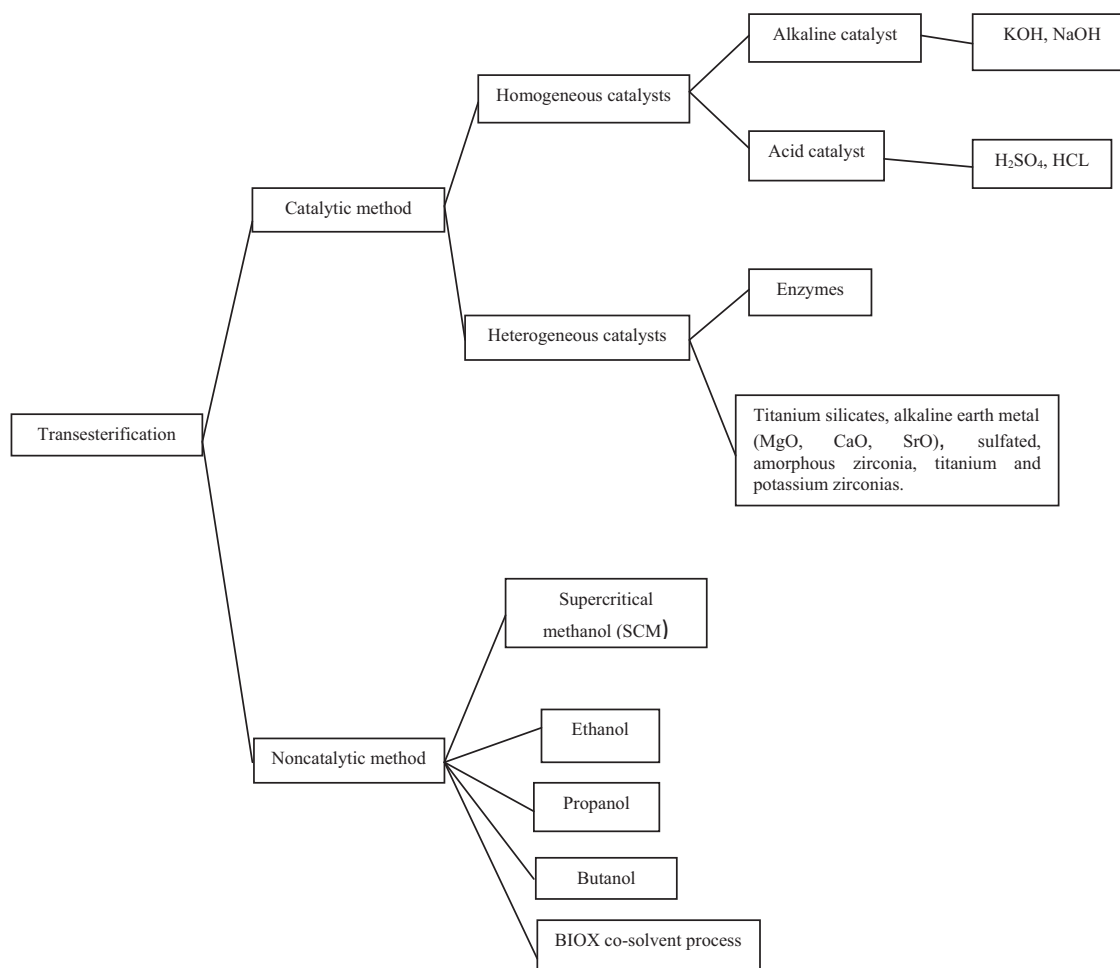 Alkaline catalyst
KOH, NaOH
Homogeneous catalysts
Acid catalyst
H₂SO₄, HCL
Catalytic method
Enzymes
Heterogeneous catalysts
Titanium silicates, alkaline earth metal
(MgO, CaO, SrO), sulfated,
amorphous zirconia, titanium and
potassium zirconias.
Transesterification
Supercritical
methanol (SCM)
Ethanol
Noncatalytic method
Propanol
Butanol
BIOX co-solvent process